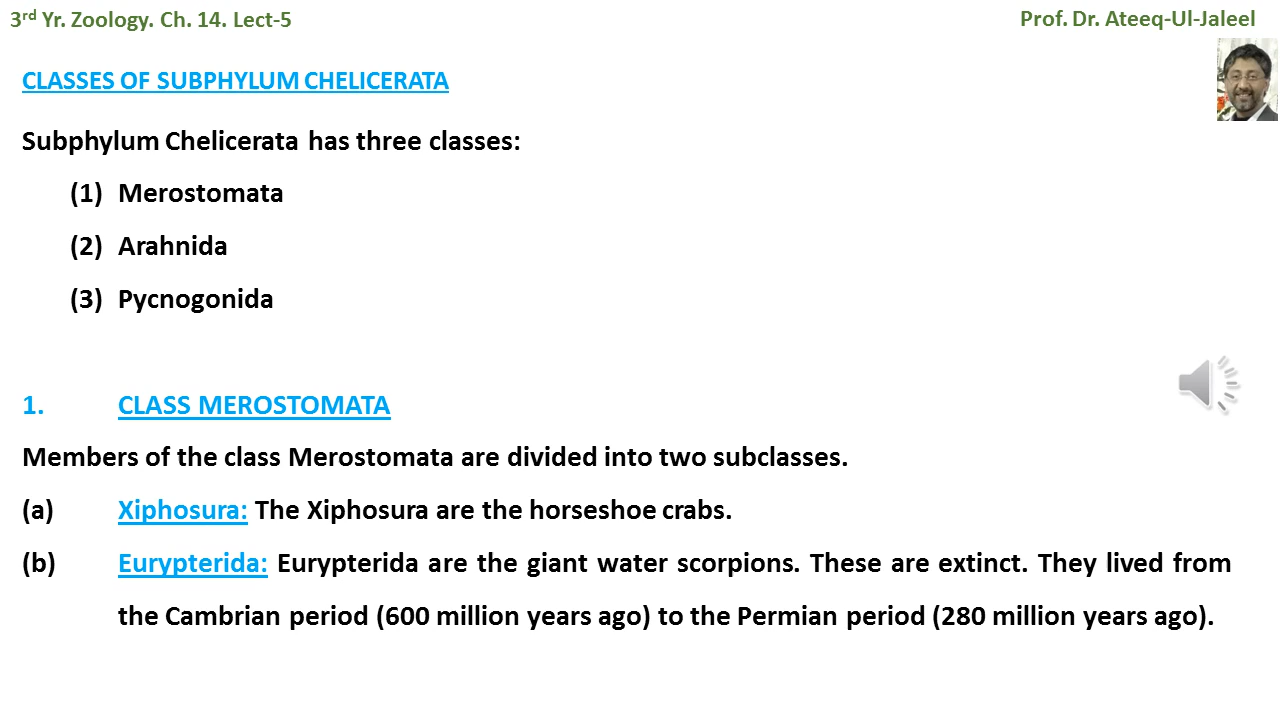 3rd Yr. Zoology. Ch. 14. Lect-5
Prof. Dr. Ateeq-Ul-Jaleel
CLASSES OF SUBPHYLUM CHELICERATA
Subphylum Chelicerata has three classes:
(1) Merostomata
(2) Arahnida
(3) Pycnogonida
1. CLASS MEROSTOMATA
Members of the class Merostomata are divided into two subclasses.
(a) Xiphosura: The Xiphosura are the horseshoe crabs.
(b) Eurypterida: Eurypterida are the giant water scorpions. These are extinct. They lived from
the Cambrian period (600 million years ago) to the Permian period (280 million years ago).